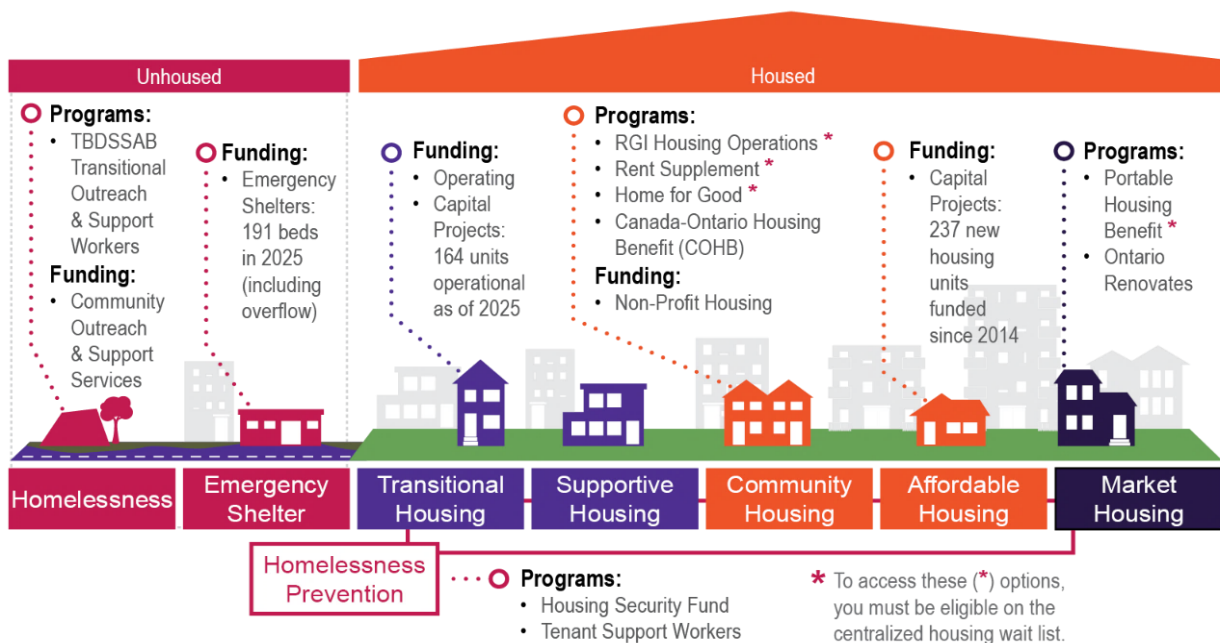 Unhoused
Housed
Programs:
• TBDSSAB
Transitional
Outreach
& Support
Workers
Funding:
• Community
Outreach
& Support
Services
Funding:
• Emergency
Shelters:
191 beds
in 2025
(including
overflow)
Funding:
• Operating
• Capital
Projects:
164 units
operational
as of 2025
Programs:
• RGI Housing Operations *
• Rent Supplement *
• Home for Good *
• Canada-Ontario Housing
Benefit (COHB)
Funding:
• Non-Profit Housing
Funding:
• Capital
Projects:
237 new
housing
units
funded
since 2014
Programs:
• Portable
Housing
Benefit *
• Ontario
Renovates
Homelessness
Emergency
Shelter
Transitional
Housing
Supportive
Housing
Community
Housing
Affordable
Housing
Market
Housing
Homelessness
Prevention
Programs:
• Housing Security Fund
• Tenant Support Workers
* To access these (*) options,
you must be eligible on the
centralized housing wait list.